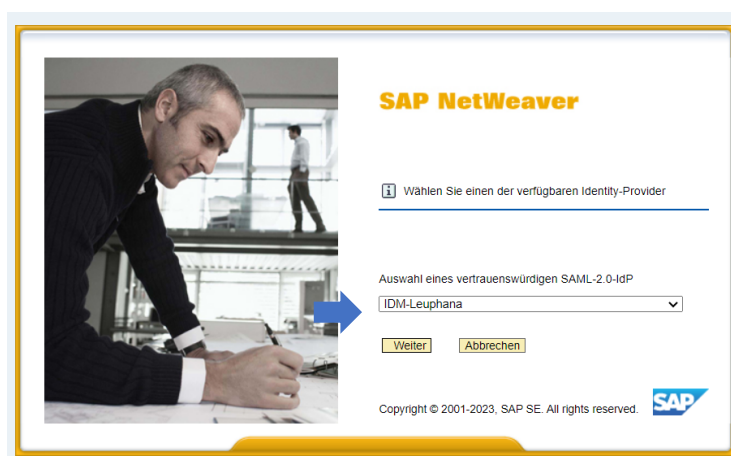 SAP NetWeaver
Wählen Sie einen der verfügbaren Identity-Provider
Auswahl eines vertrauenswürdigen SAML-2.0-IdP
IDM-Leuphana
Weiter Abbrechen
Copyright © 2001-2023, SAP SE. All rights reserved. SAP